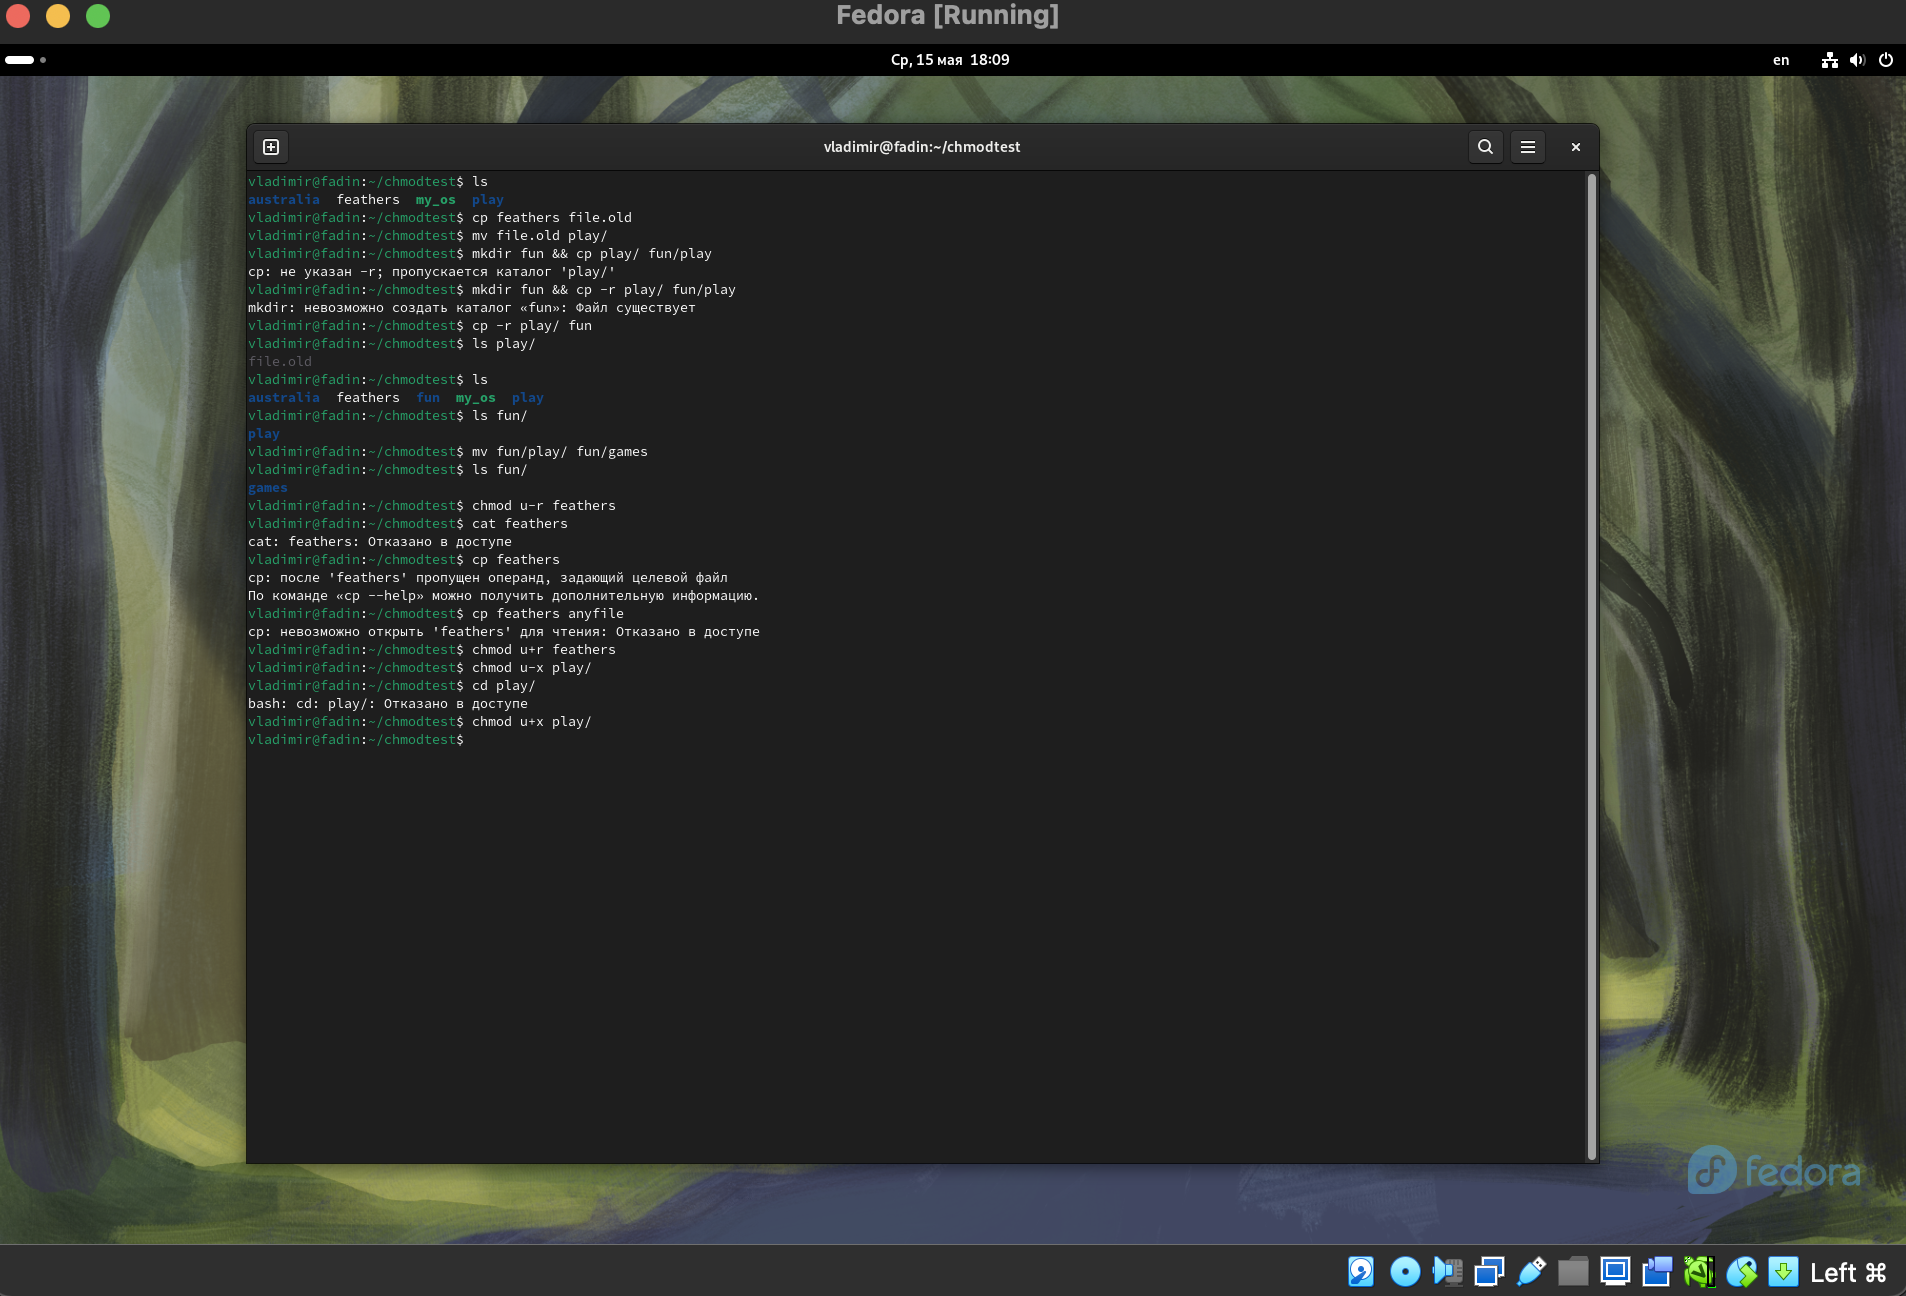 Fedora [Running]
Ср, 15 мая 18:09
en
vladimir@fadin:~/chmodtest
vladimir@fadin:~/chmodtest$ ls
australia feathers my_os play
vladimir@fadin:~/chmodtest$ cp feathers file.old
vladimir@fadin:~/chmodtest$ mv file.old play/
vladimir@fadin:~/chmodtest$ mkdir fun && cp play/ fun/play
cp: не указан -r; пропускается каталог 'play/'
vladimir@fadin:~/chmodtest$ mkdir fun && cp -r play/ fun/play
mkdir: невозможно создать каталог «fun»: Файл существует
vladimir@fadin:~/chmodtest$ cp -r play/ fun
vladimir@fadin:~/chmodtest$ ls play/
file.old
vladimir@fadin:~/chmodtest$ ls
australia feathers fun my_os play
vladimir@fadin:~/chmodtest$ ls fun/
play
vladimir@fadin:~/chmodtest$ mv fun/play/ fun/games
vladimir@fadin:~/chmodtest$ ls fun/
games
vladimir@fadin:~/chmodtest$ chmod u-r feathers
vladimir@fadin:~/chmodtest$ cat feathers
cat: feathers: Отказано в доступе
vladimir@fadin:~/chmodtest$ cp feathers
cp: после 'feathers' пропущен операнд, задающий целевой файл
По команде «cp --help» можно получить дополнительную информацию.
vladimir@fadin:~/chmodtest$ cp feathers anyfile
cp: невозможно открыть 'feathers' для чтения: Отказано в доступе
vladimir@fadin:~/chmodtest$ chmod u+r feathers
vladimir@fadin:~/chmodtest$ chmod u-x play/
vladimir@fadin:~/chmodtest$ cd play/
bash: cd: play/: Отказано в доступе
vladimir@fadin:~/chmodtest$ chmod u+x play/
vladimir@fadin:~/chmodtest$
fedora
Left ⌘